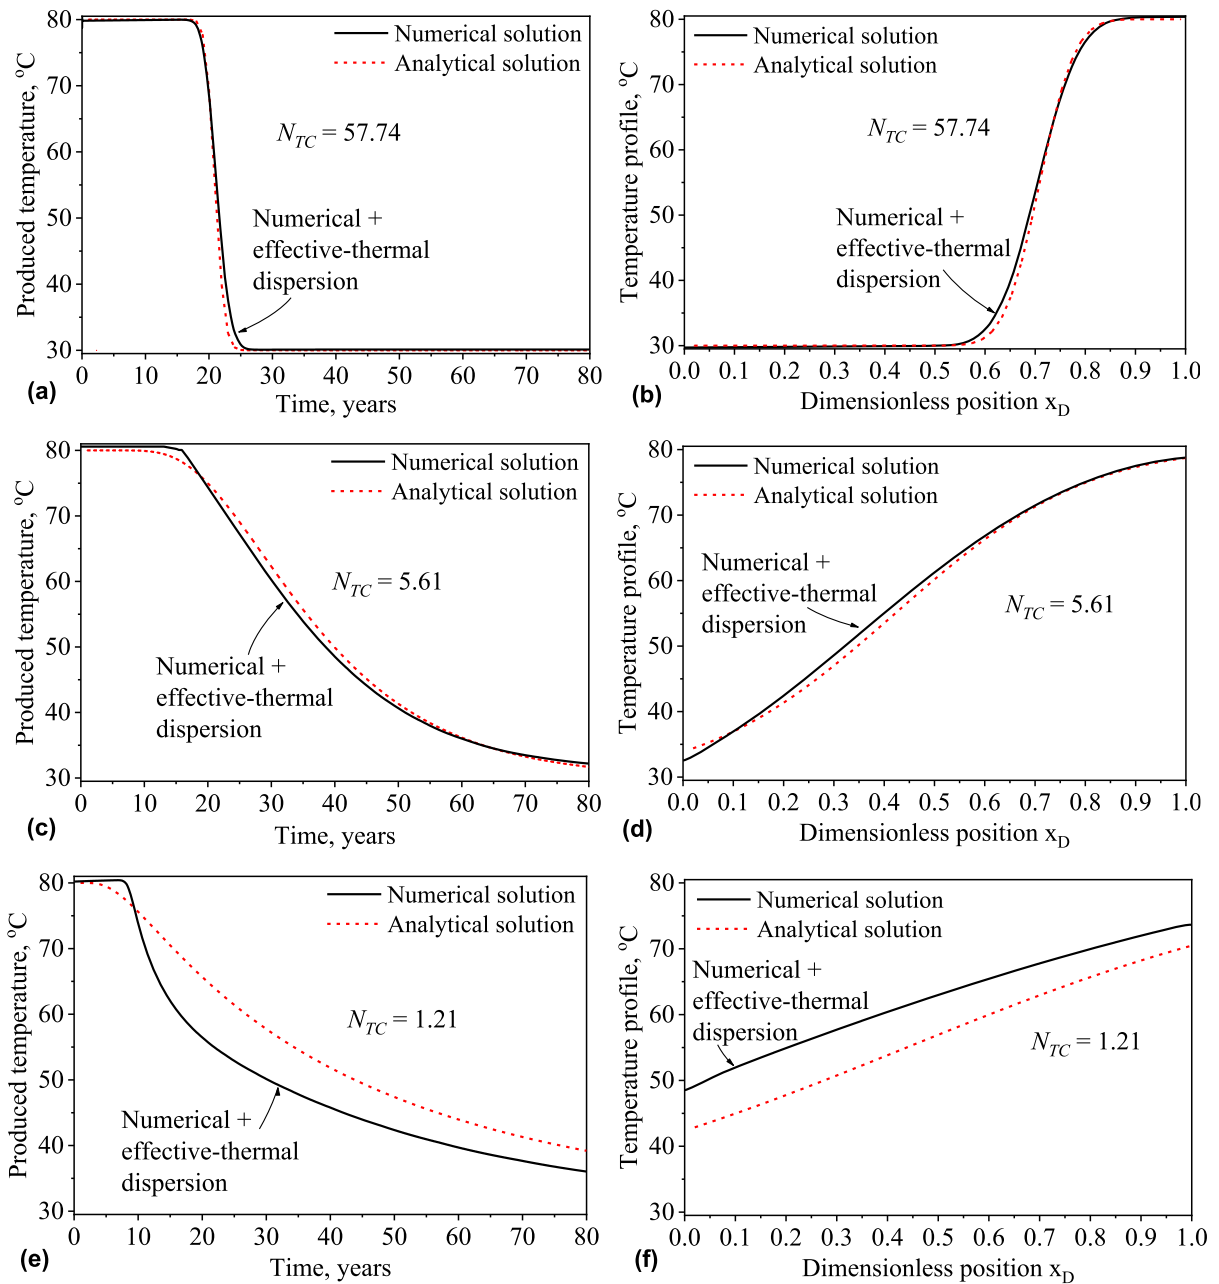 Produced temperature, °C
80
70
60
50
40
30
Numerical solution
Analytical solution
N_TC = 57.74
Numerical +
effective-thermal
dispersion
0 10 20 30 40 50 60 70 80
Time, years
(a)
Temperature profile, °C
80
70
60
50
40
30
Numerical solution
Analytical solution
N_TC = 57.74
Numerical +
effective-thermal
dispersion
0.0 0.1 0.2 0.3 0.4 0.5 0.6 0.7 0.8 0.9 1.0
Dimensionless position x_D
(b)
Produced temperature, °C
80
70
60
50
40
30
Numerical solution
Analytical solution
N_TC = 5.61
Numerical +
effective-thermal
dispersion
0 10 20 30 40 50 60 70 80
Time, years
(c)
Temperature profile, °C
80
70
60
50
40
30
Numerical solution
Analytical solution
Numerical +
effective-thermal
dispersion
N_TC = 5.61
0.0 0.1 0.2 0.3 0.4 0.5 0.6 0.7 0.8 0.9 1.0
Dimensionless position x_D
(d)
Produced temperature, °C
80
70
60
50
40
30
Numerical solution
Analytical solution
N_TC = 1.21
Numerical +
effective-thermal
dispersion
0 10 20 30 40 50 60 70 80
Time, years
(e)
Temperature profile, °C
80
70
60
50
40
30
Numerical solution
Analytical solution
Numerical +
effective-thermal
dispersion
N_TC = 1.21
0.0 0.1 0.2 0.3 0.4 0.5 0.6 0.7 0.8 0.9 1.0
Dimensionless position x_D
(f)